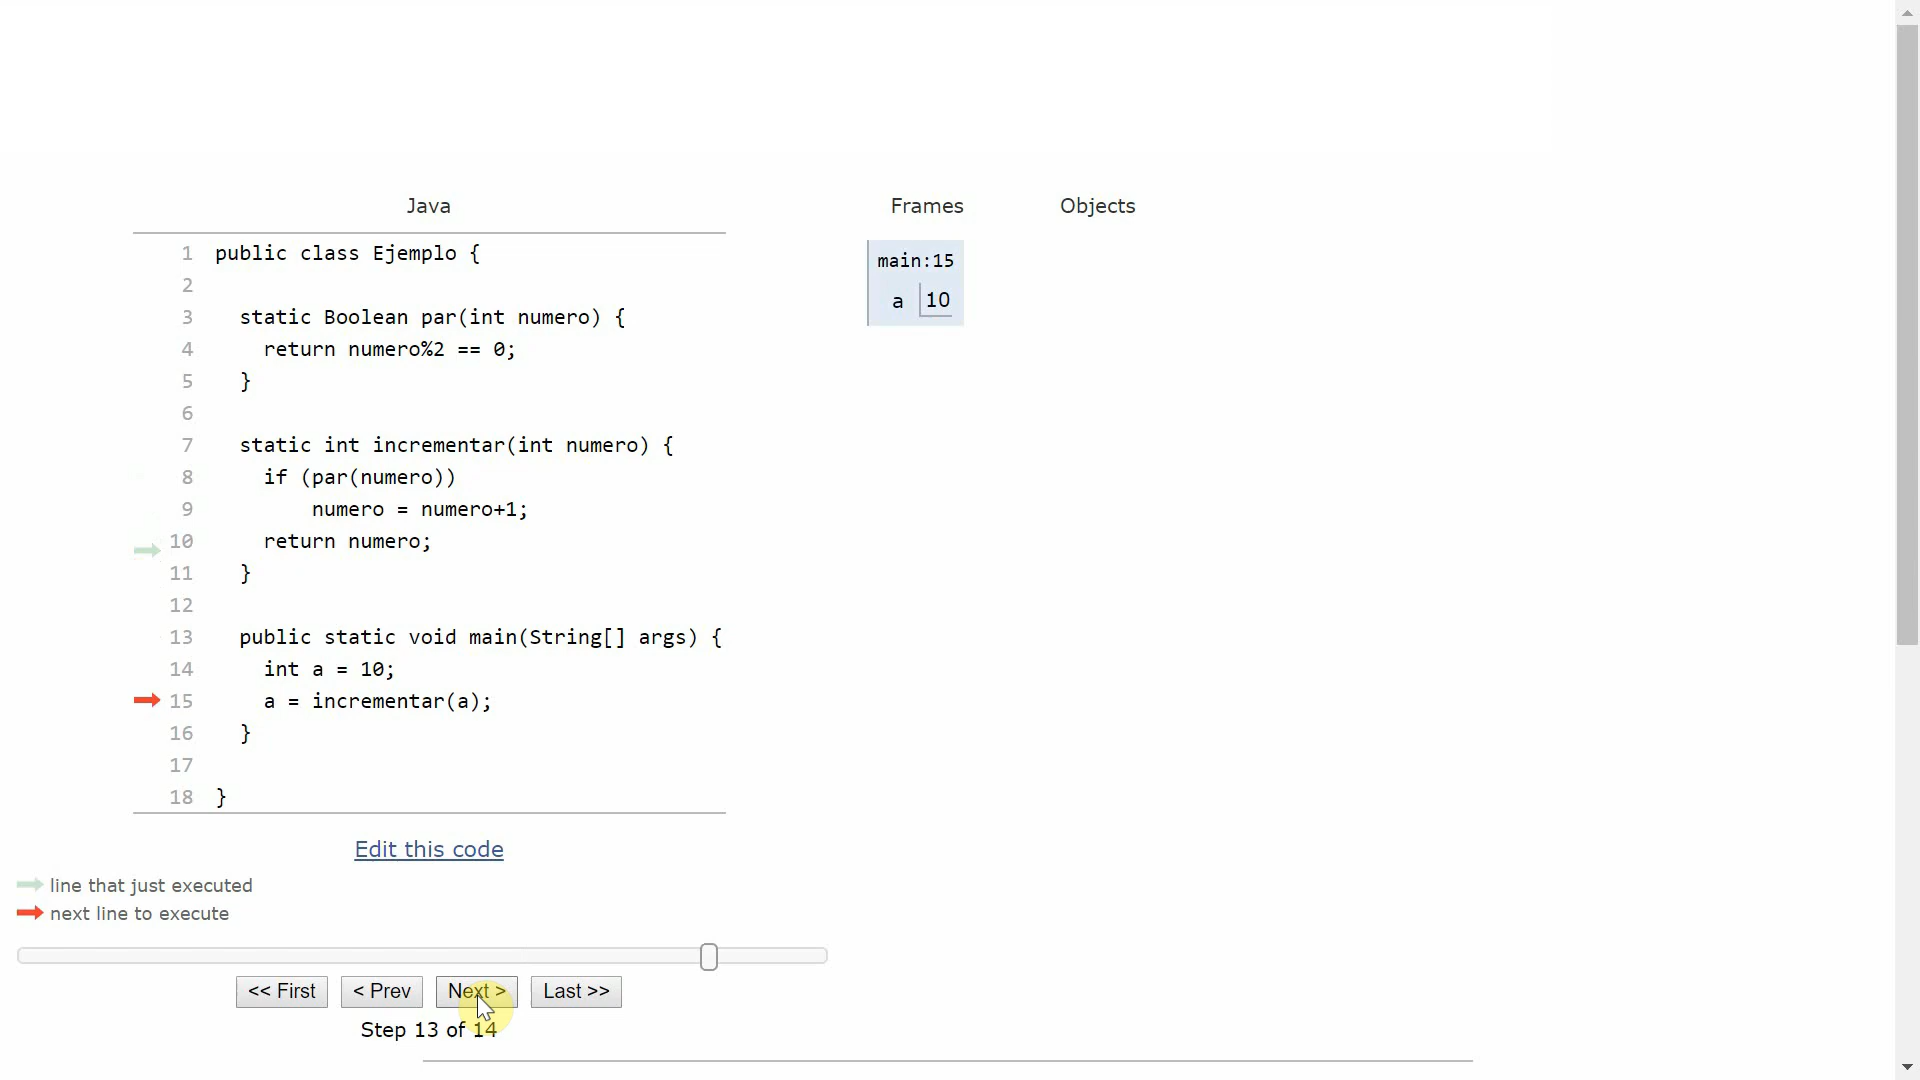 Java
Frames
Objects
1 public class Ejemplo {
2
3 static Boolean par(int numero) {
4 return numero%2 == 0;
5 }
6
7 static int incrementar(int numero) {
8 if (par(numero))
9 numero = numero+1;
10 return numero;
11 }
12
13 public static void main(String[] args) {
14 int a = 10;
15 a = incrementar(a);
16 }
17
18 }
main:15
a 10
Edit this code
line that just executed
next line to execute
<< First < Prev Next > Last >>
Step 13 of 14